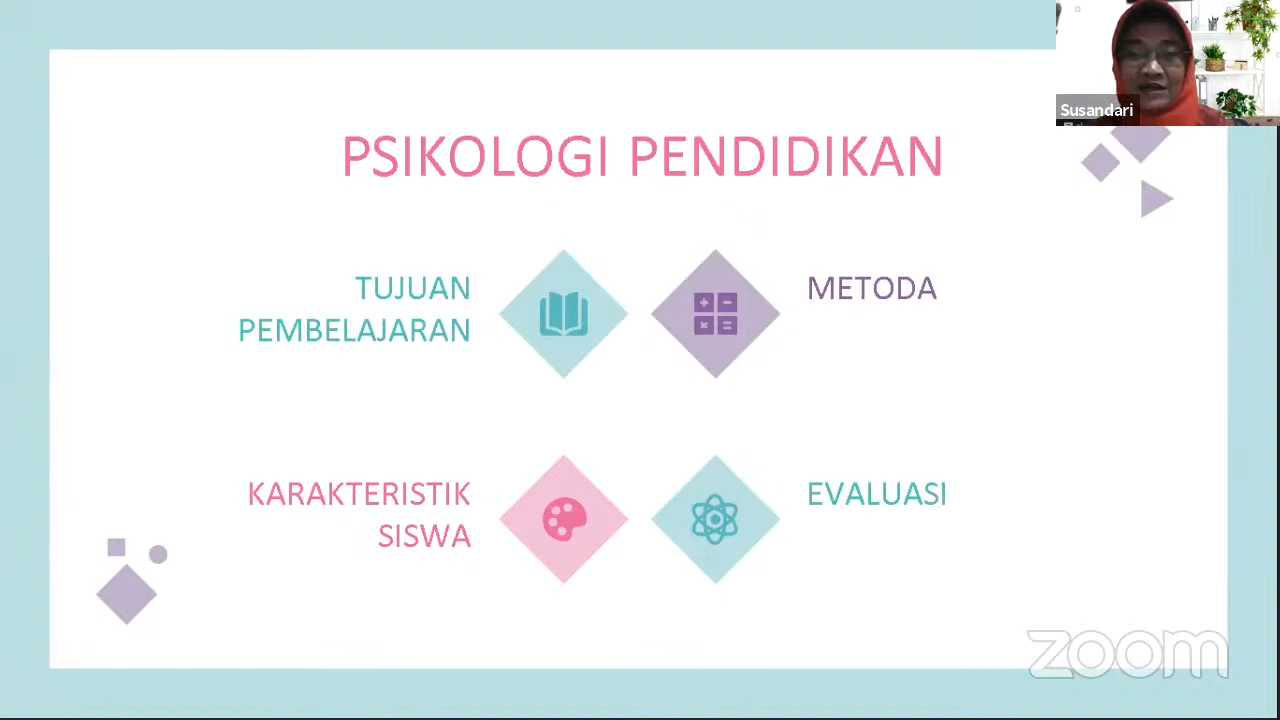 Susandari
PSIKOLOGI PENDIDIKAN
TUJUAN
PEMBELAJARAN
METODA
KARAKTERISTIK
SISWA
EVALUASI
zoom